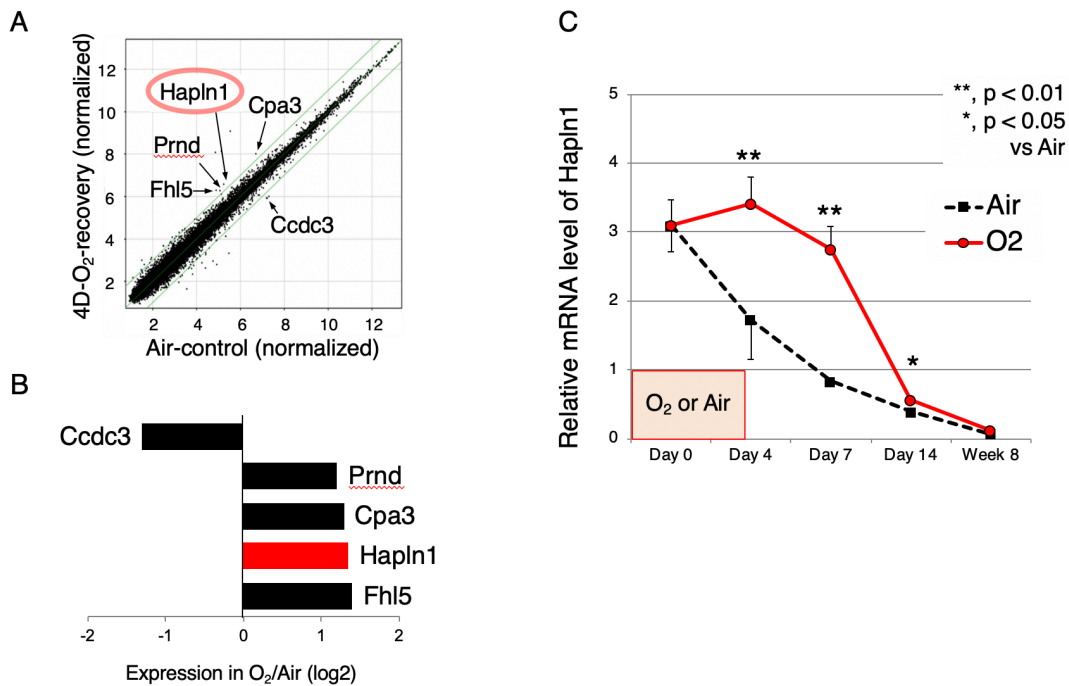 A
4D-O₂-recovery (normalized)
12
10
8
6
4
2
Hapln1
Cpa3
Prnd
Fhl5
Ccdc3
2
4
6
8
10
12
Air-control (normalized)
B
Ccdc3
Prnd
Cpa3
Hapln1
Fhl5
-2
-1
0
1
2
Expression in O₂/Air (log2)
C
Relative mRNA level of Hapln1
5
4
3
2
1
0
**, p < 0.01
*, p < 0.05
vs Air
**
**
*
Air
O2
O₂ or Air
Day 0
Day 4
Day 7
Day 14
Week 8